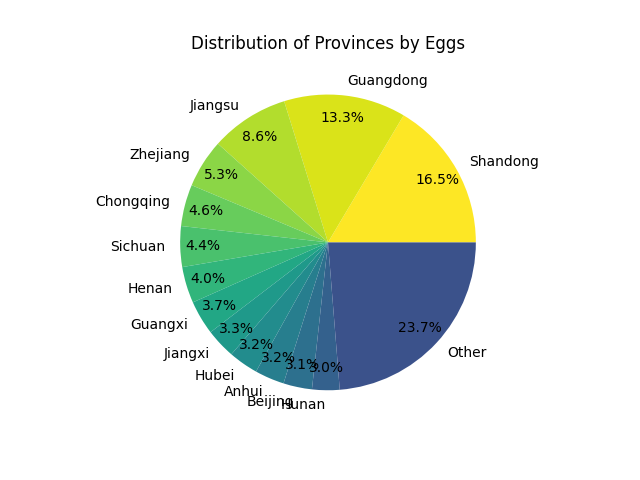 Distribution of Provinces by Eggs
Shandong
16.5%
Guangdong
13.3%
Jiangsu
8.6%
Zhejiang
5.3%
Chongqing
4.6%
Sichuan
4.4%
Henan
4.0%
Guangxi
3.7%
Jiangxi
3.3%
Hubei
3.2%
Anhui
3.2%
Beijing
3.1%
Hunan
3.0%
Other
23.7%